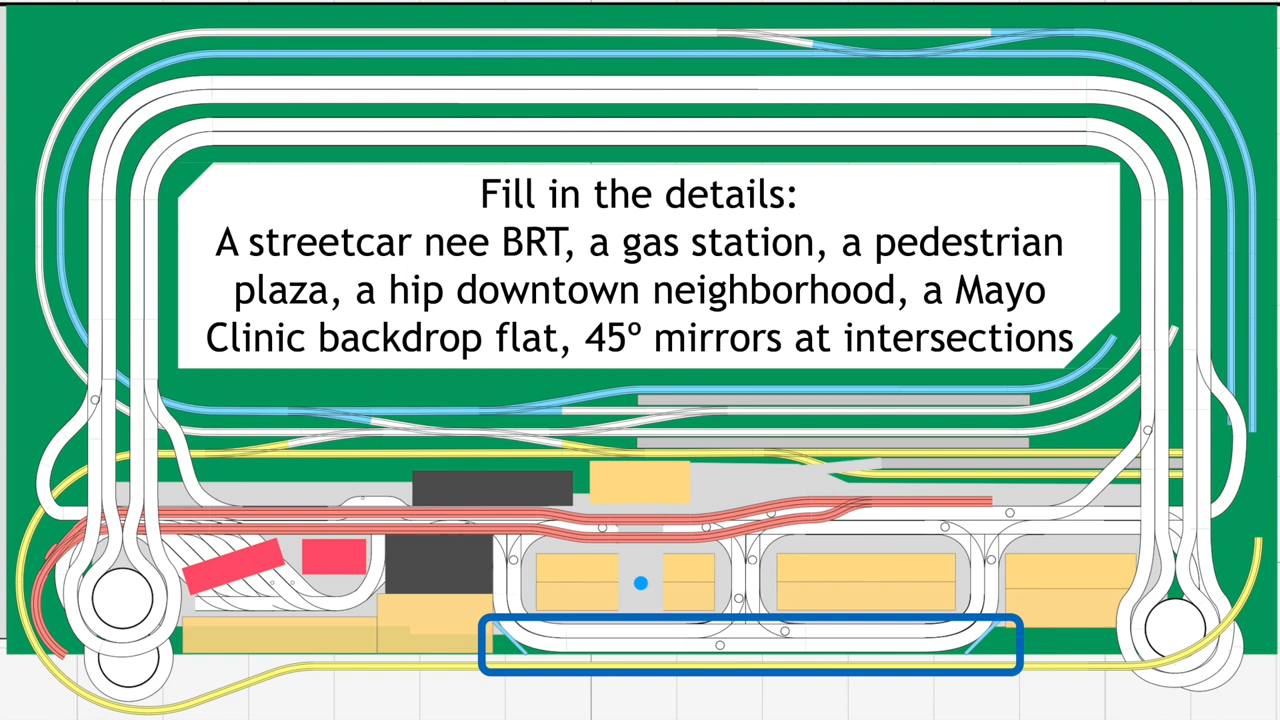 Fill in the details:
A streetcar nee BRT, a gas station, a pedestrian
plaza, a hip downtown neighborhood, a Mayo
Clinic backdrop flat, 45º mirrors at intersections